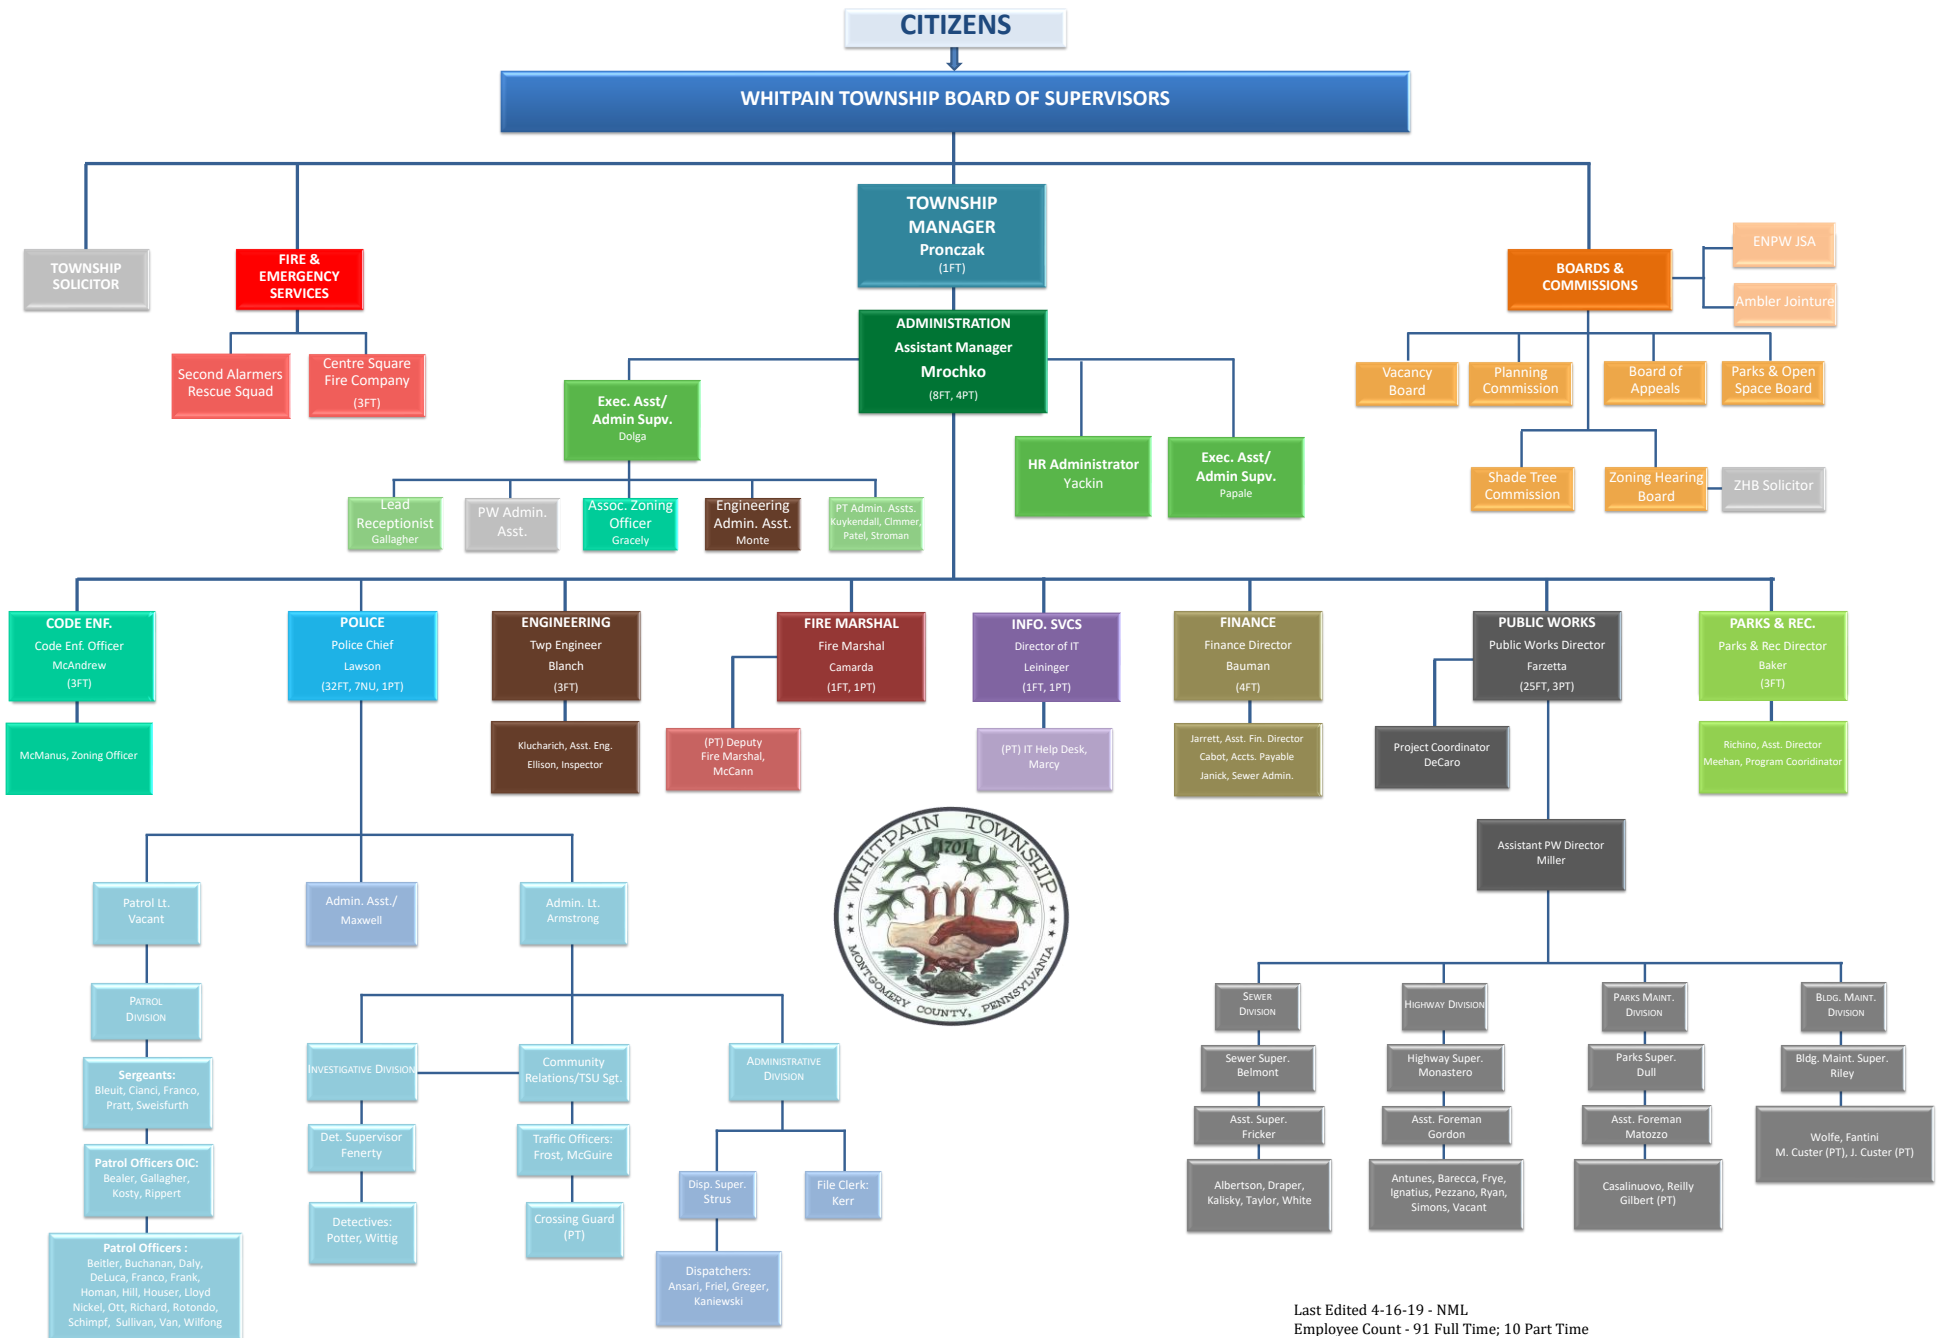 CITIZENS
WHITPAIN TOWNSHIP BOARD OF SUPERVISORS
TOWNSHIP
MANAGER
Pronczak
(1FT)
TOWNSHIP
SOLICITOR
FIRE &
EMERGENCY
SERVICES
BOARDS &
COMMISSIONS
ENPW JSA
Ambler Jointure
Second Alarmers
Rescue Squad
Centre Square
Fire Company
(3FT)
ADMINISTRATION
Assistant Manager
Mrochko
(8FT, 4PT)
Vacancy
Board
Planning
Commission
Board of
Appeals
Parks & Open
Space Board
Exec. Asst/
Admin Supv.
Dolga
HR Administrator
Yackin
Exec. Asst/
Admin Supv.
Papale
Shade Tree
Commission
Zoning Hearing
Board
ZHB Solicitor
Lead
Receptionist
Gallagher
PW Admin.
Asst.
Assoc. Zoning
Officer
Gracely
Engineering
Admin. Asst.
Monte
PT Admin. Assts.
Kuykendall, Clmmer,
Patel, Stroman
CODE ENF.
Code Enf. Officer
McAndrew
(3FT)
POLICE
Police Chief
Lawson
(32FT, 7NU, 1PT)
ENGINEERING
Twp Engineer
Blanch
(3FT)
FIRE MARSHAL
Fire Marshal
Camarda
(1FT, 1PT)
INFO. SVCS
Director of IT
Leininger
(1FT, 1PT)
FINANCE
Finance Director
Bauman
(4FT)
PUBLIC WORKS
Public Works Director
Farzetta
(25FT, 3PT)
PARKS & REC.
Parks & Rec Director
Baker
(3FT)
McManus, Zoning Officer
Klucharich, Asst. Eng.
Ellison, Inspector
(PT) Deputy
Fire Marshal,
McCann
(PT) IT Help Desk,
Marcy
Jarrett, Asst. Fin. Director
Cabot, Accts. Payable
Janick, Sewer Admin.
Project Coordinator
DeCaro
Richino, Asst. Director
Meehan, Program Cooridinator
Assistant PW Director
Miller
WHITPAIN TOWNSHIP
1701
MONTGOMERY COUNTY, PENNSYLVANIA
Patrol Lt.
Vacant
Admin. Asst./
Maxwell
Admin. Lt.
Armstrong
PATROL
DIVISION
INVESTIGATIVE DIVISION
Community
Relations/TSU Sgt.
ADMINISTRATIVE
DIVISION
Sergeants:
Bleuit, Cianci, Franco,
Pratt, Sweisfurth
Det. Supervisor
Fenerty
Traffic Officers:
Frost, McGuire
Patrol Officers OIC:
Bealer, Gallagher,
Kosty, Rippert
Disp. Super.
Strus
File Clerk:
Kerr
Detectives:
Potter, Wittig
Crossing Guard
(PT)
Patrol Officers :
Beitler, Buchanan, Daly,
DeLuca, Franco, Frank,
Homan, Hill, Houser, Lloyd
Nickel, Ott, Richard, Rotondo,
Schimpf, Sullivan, Van, Wilfong
Dispatchers:
Ansari, Friel, Greger,
Kaniewski
SEWER
DIVISION
HIGHWAY DIVISION
PARKS MAINT.
DIVISION
BLDG. MAINT.
DIVISION
Sewer Super.
Belmont
Highway Super.
Monastero
Parks Super.
Dull
Bldg. Maint. Super.
Riley
Asst. Super.
Fricker
Asst. Foreman
Gordon
Asst. Foreman
Matozzo
Wolfe, Fantini
M. Custer (PT), J. Custer (PT)
Albertson, Draper,
Kalisky, Taylor, White
Antunes, Barecca, Frye,
Ignatius, Pezzano, Ryan,
Simons, Vacant
Casalinuovo, Reilly
Gilbert (PT)
Last Edited 4-16-19 - NML
Employee Count - 91 Full Time; 10 Part Time